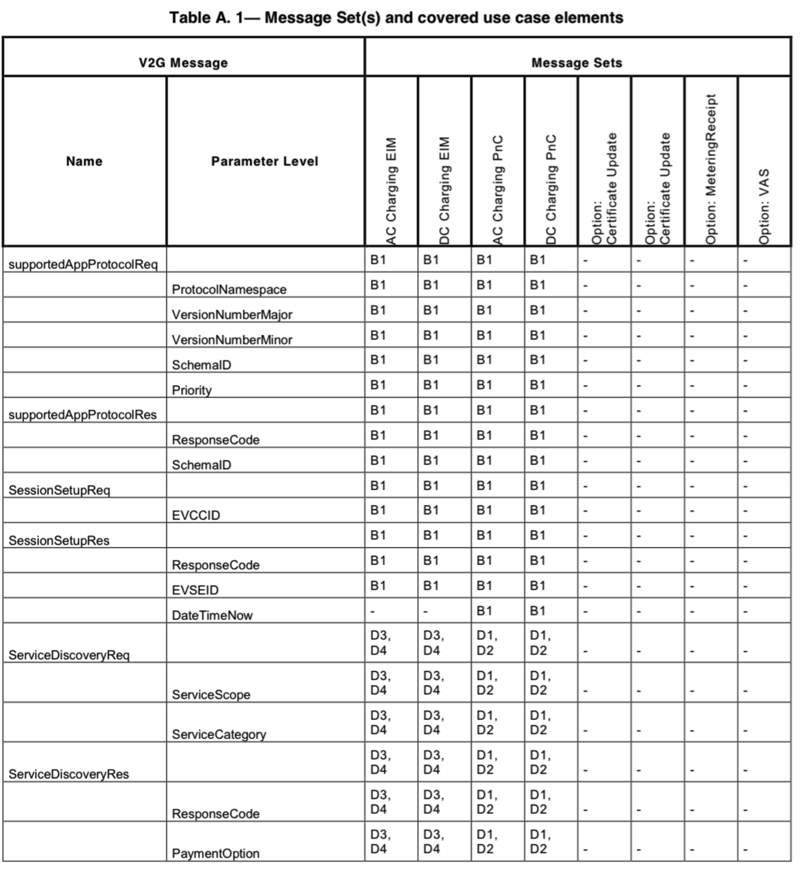 Table A. 1— Message Set(s) and covered use case elements
V2G Message Message Sets
Name Parameter Level AC Charging EIM DC Charging EIM AC Charging PnC DC Charging PnC Option: Certificate Update Option: Certificate Update Option: MeteringReceipt Option: VAS
supportedAppProtocolReq B1 B1 B1 B1 - - - -
ProtocolNamespace B1 B1 B1 B1 - - - -
VersionNumberMajor B1 B1 B1 B1 - - - -
VersionNumberMinor B1 B1 B1 B1 - - - -
SchemaID B1 B1 B1 B1 - - - -
Priority B1 B1 B1 B1 - - - -
supportedAppProtocolRes B1 B1 B1 B1 - - - -
ResponseCode B1 B1 B1 B1 - - - -
SchemaID B1 B1 B1 B1 - - - -
SessionSetupReq B1 B1 B1 B1 - - - -
EVCCID B1 B1 B1 B1 - - - -
SessionSetupRes B1 B1 B1 B1 - - - -
ResponseCode B1 B1 B1 B1 - - - -
EVSEID B1 B1 B1 B1 - - - -
DateTimeNow - - B1 B1 - - - -
ServiceDiscoveryReq D3, D4 D3, D4 D1, D2 D1, D2 - - - -
ServiceScope D3, D4 D3, D4 D1, D2 D1, D2 - - - -
ServiceCategory D3, D4 D3, D4 D1, D2 D1, D2 - - - -
ServiceDiscoveryRes D3, D4 D3, D4 D1, D2 D1, D2 - - - -
ResponseCode D3, D4 D3, D4 D1, D2 D1, D2 - - - -
PaymentOption D3, D4 D3, D4 D1, D2 D1, D2 - - - -